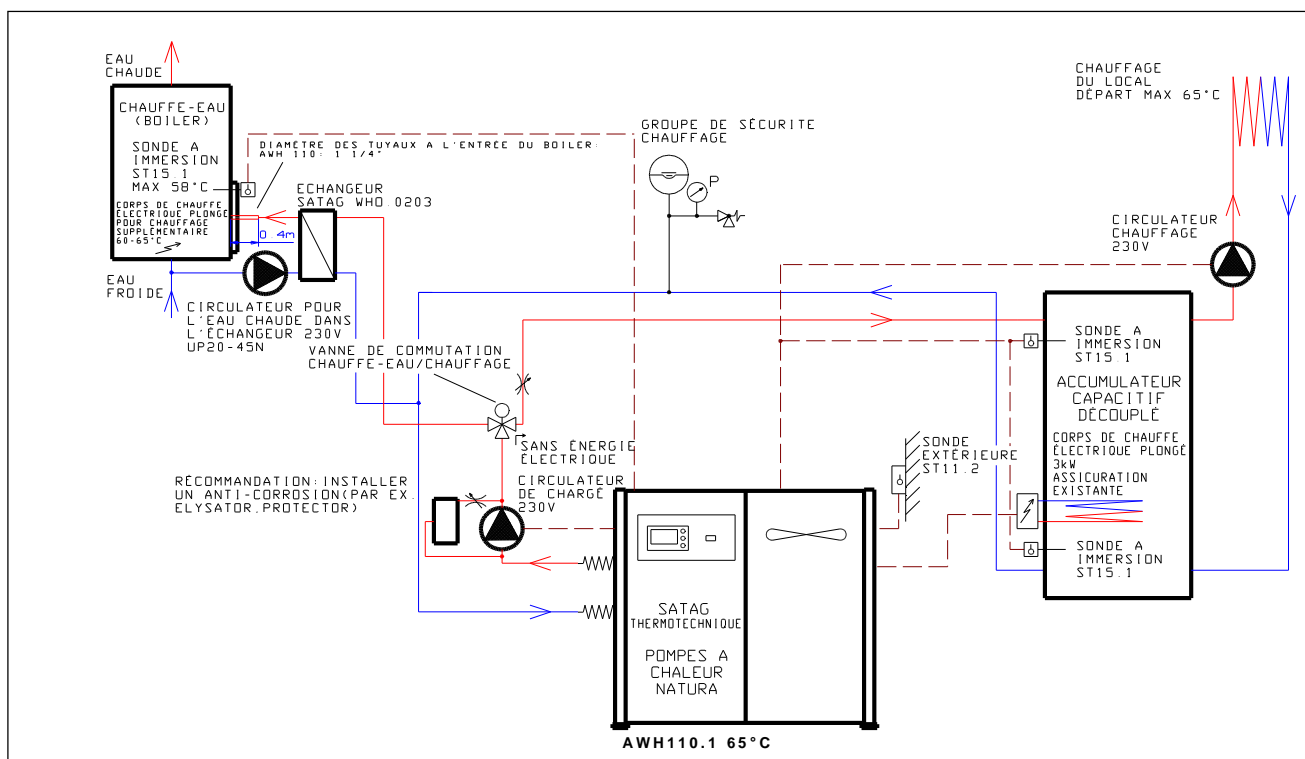 EAU
CHAUDE
CHAUFFE-EAU
(BOILER)
SONDE A
IMMERSION
ST15.1
MAX 58°C
CORPS DE CHAUFFE
ÉLECTRIQUE PLONGÉ
POUR CHAUFFAGE
SUPPLÉMENTAIRE
60-65°C
EAU
FROIDE
DIAMÈTRE DES TUYAUX A L'ENTRÉE DU BOILER:
AWH 110: 1 1/4"
ECHANGEUR
SATAG WHO.0203
0.4m
CIRCULATEUR POUR
L'EAU CHAUDE DANS
L'ÉCHANGEUR 230V
UP20-45N
VANNE DE COMMUTATION
CHAUFFE-EAU/CHAUFFAGE
GROUPE DE SÉCURITE
CHAUFFAGE
P
CHAUFFAGE
DU LOCAL
DÉPART MAX 65°C
CIRCULATEUR
CHAUFFAGE
230V
SANS ÉNERGIE
ÉLECTRIQUE
RÉCOMMANDATION: INSTALLER
UN ANTI-CORROSION(PAR EX.
ELYSATOR.PROTECTOR)
CIRCULATEUR
DE CHARGÉ
230V
SONDE
EXTÉRIEURE
ST11.2
SONDE A
IMMERSION
ST15.1
ACCUMULATEUR
CAPACITIF
DÉCOUPLÉ
CORPS DE CHAUFFE
ÉLECTRIQUE PLONGÉ
3kW
ASSICURATION
EXISTANTE
SONDE A
IMMERSION
ST15.1
SATAG
THERMOTECHNIQUE
POMPES A
CHALEUR
NATURA
AWH110.1 65°C